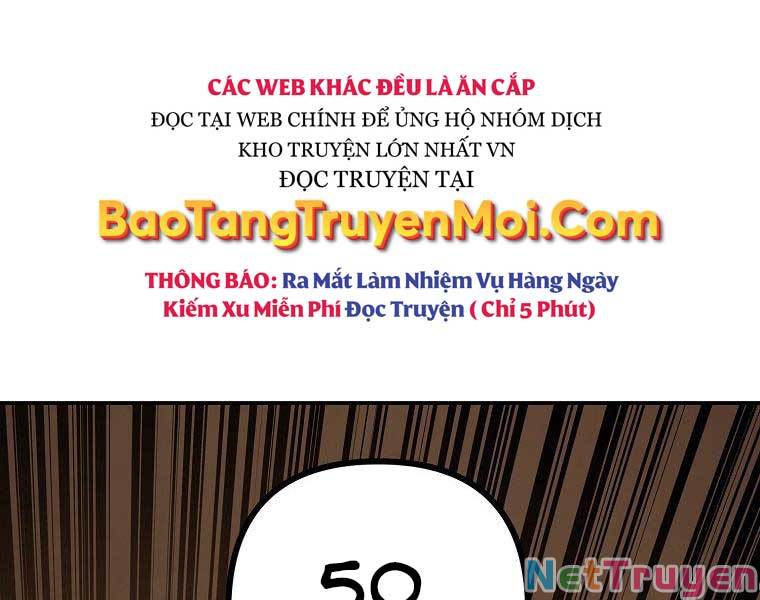 CÁC WEB KHÁC ĐỀU LÀ ĂN CẮP
ĐỌC TẠI WEB CHÍNH ĐỂ ỦNG HỘ NHÓM DỊCH
KHO TRUYỆN LỚN NHẤT VN
ĐỌC TRUYỆN TẠI
BaoTangTruyenMoi.Com
THÔNG BÁO: Ra Mắt Làm Nhiệm Vụ Hàng Ngày
Kiếm Xu Miễn Phí Đọc Truyện ( Chỉ 5 Phút)
50
NetTruyen